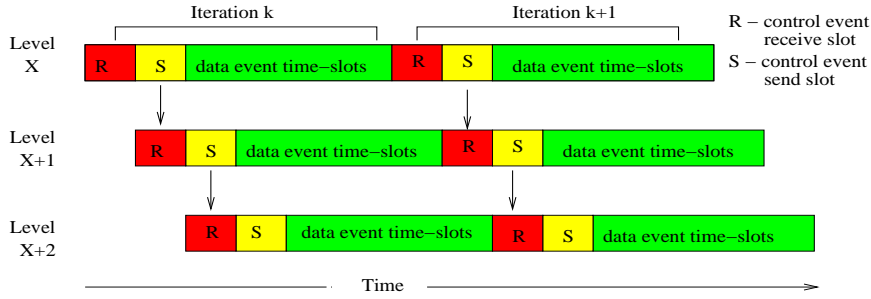 Iteration k
Iteration k+1
R – control event
receive slot
S – control event
send slot
Level
X
R S data event time–slots R S data event time–slots
Level
X+1
R S data event time–slots R S data event time–slots
Level
X+2
R S data event time–slots R S data event time–slots
Time